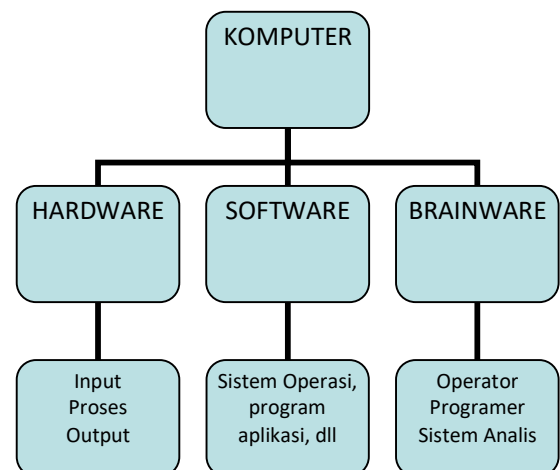 KOMPUTER
HARDWARE
SOFTWARE
BRAINWARE
Input
Proses
Output
Sistem Operasi,
program
aplikasi, dll
Operator
Programer
Sistem Analis